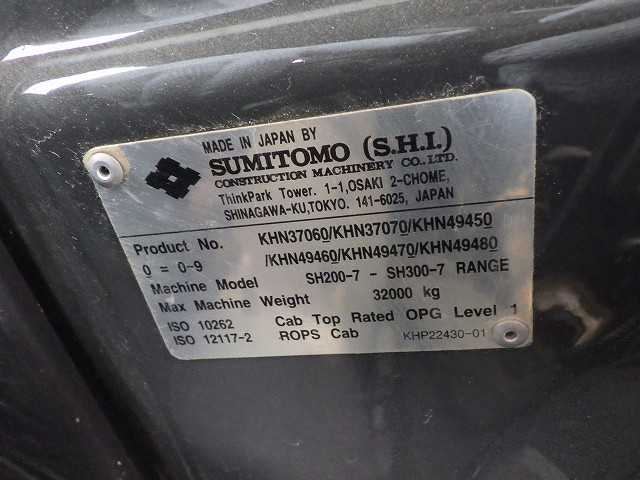 MADE IN JAPAN BY
SUMITOMO (S.H.I.)
CONSTRUCTION MACHINERY CO.,LTD.
ThinkPark Tower. 1-1,OSAKI 2-CHOME,
SHINAGAWA-KU,TOKYO. 141-6025, JAPAN
Product No. KHN37060/KHN37070/KHN49450
0 = 0-9 /KHN49460/KHN49470/KHN49480
Machine Model SH200-7 - SH300-7 RANGE
Max Machine Weight 32000 kg
ISO 10262 Cab Top Rated OPG Level 1
ISO 12117-2 ROPS Cab KHP22430-01